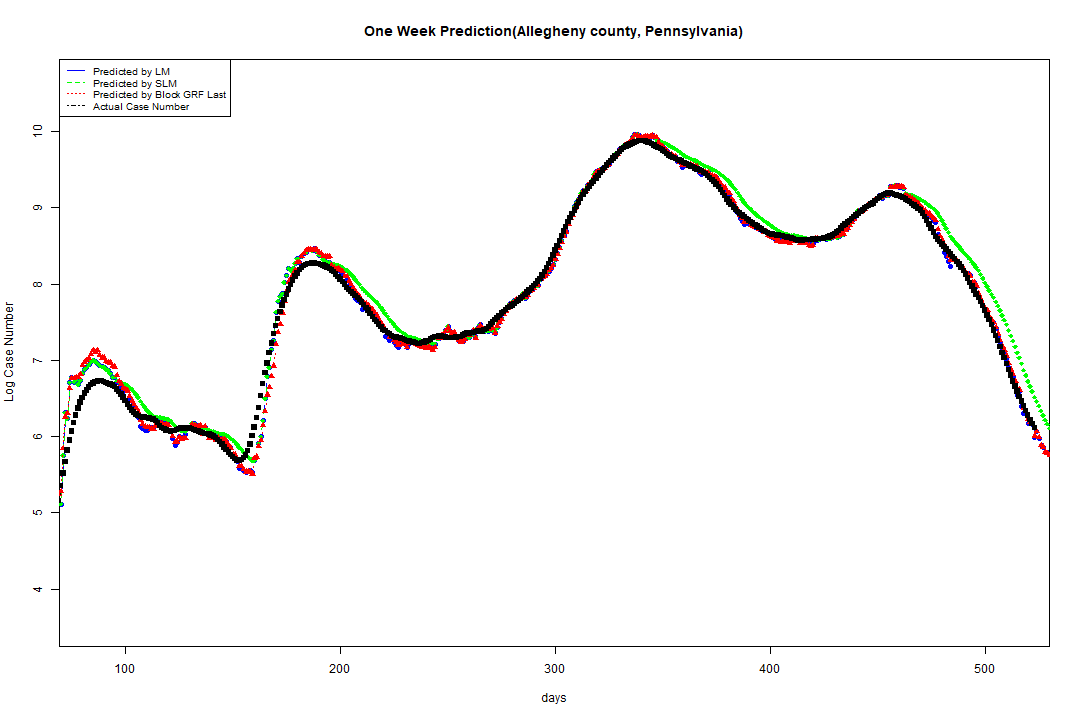 One Week Prediction(Allegheny county, Pennsylvania)
Predicted by LM
Predicted by SLM
Predicted by Block GRF Last
Actual Case Number
10
9
8
7
6
5
4
Log Case Number
100 200 300 400 500
days